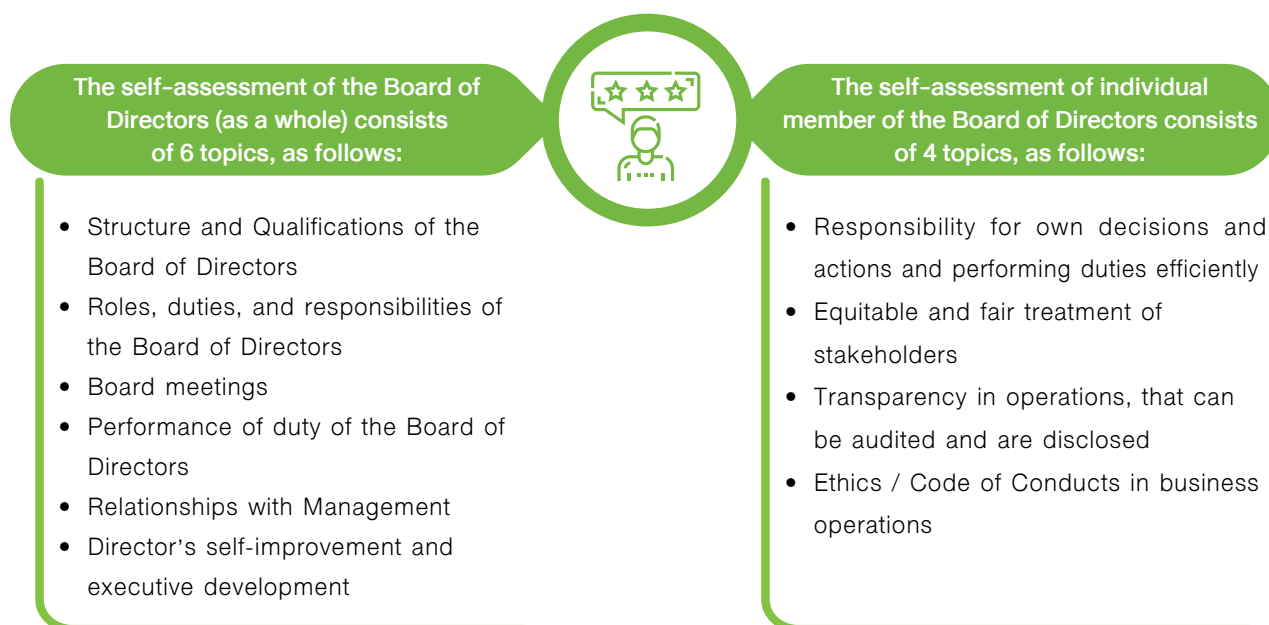 The self-assessment of the Board of
Directors (as a whole) consists
of 6 topics, as follows:
• Structure and Qualifications of the
Board of Directors
• Roles, duties, and responsibilities of
the Board of Directors
• Board meetings
• Performance of duty of the Board of
Directors
• Relationships with Management
• Director's self-improvement and
executive development
The self-assessment of individual
member of the Board of Directors consists
of 4 topics, as follows:
• Responsibility for own decisions and
actions and performing duties efficiently
• Equitable and fair treatment of
stakeholders
• Transparency in operations, that can
be audited and are disclosed
• Ethics / Code of Conducts in business
operations